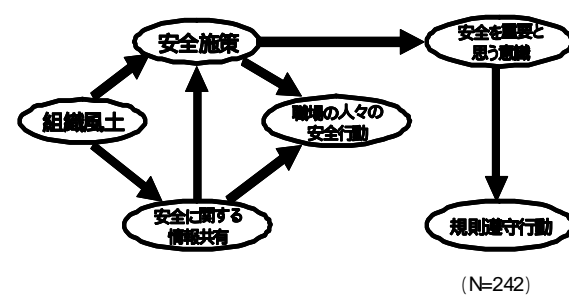 安全施策
安全を重要と
思う意識
組織風土
職場の人々の
安全行動
安全に関する
情報共有
規則遵守行動
(N=242)